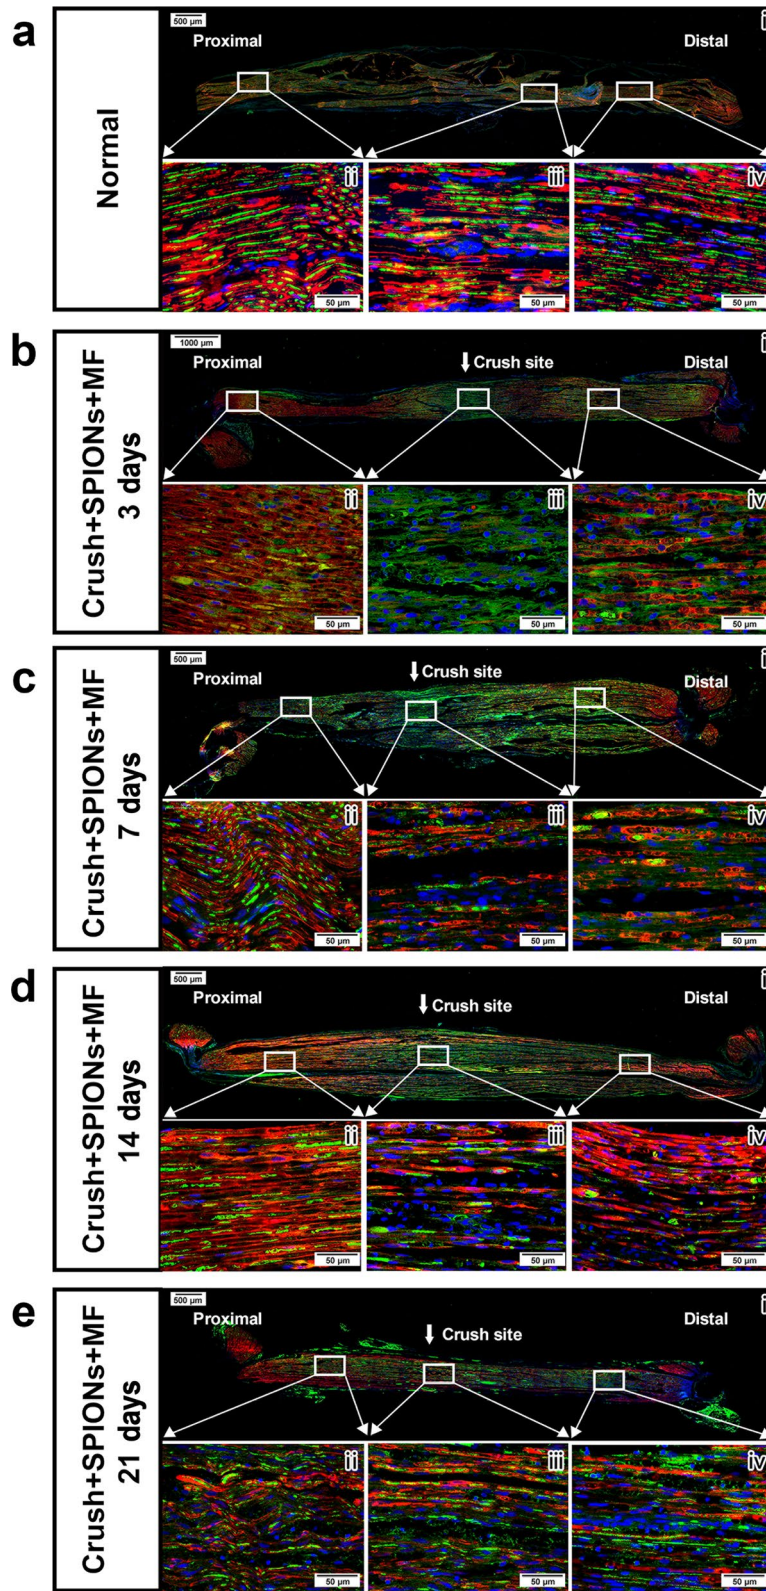 a
Normal
500 µm
i
Proximal
Distal
ii
iii
iv
50 µm
50 µm
50 µm
b
Crush+SPIONs+MF
3 days
1000 µm
i
Proximal
Crush site
Distal
ii
iii
iv
50 µm
50 µm
50 µm
c
Crush+SPIONs+MF
7 days
500 µm
i
Proximal
Crush site
Distal
ii
iii
iv
50 µm
50 µm
50 µm
d
Crush+SPIONs+MF
14 days
500 µm
i
Proximal
Crush site
Distal
ii
iii
iv
50 µm
50 µm
50 µm
e
Crush+SPIONs+MF
21 days
500 µm
i
Proximal
Crush site
Distal
ii
iii
iv
50 µm
50 µm
50 µm